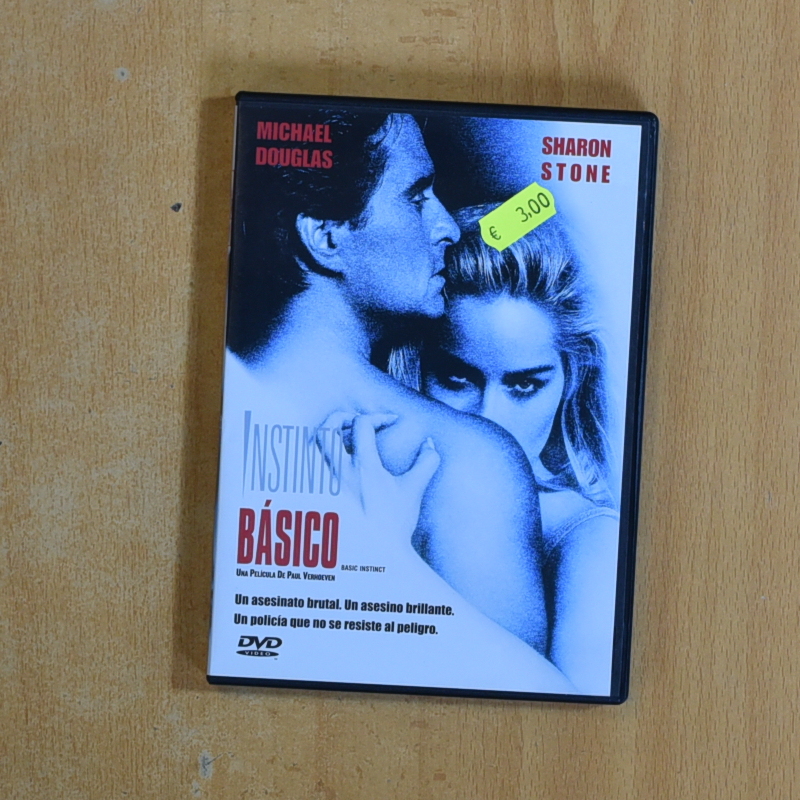 MICHAEL
DOUGLAS
SHARON
STONE
€ 3,00
INSTINTO
BÁSICO
BASIC INSTINCT
UNA PELÍCULA DE PAUL VERHOEVEN
Un asesinato brutal. Un asesino brillante.
Un policía que no se resiste al peligro.
DVD
VIDEO